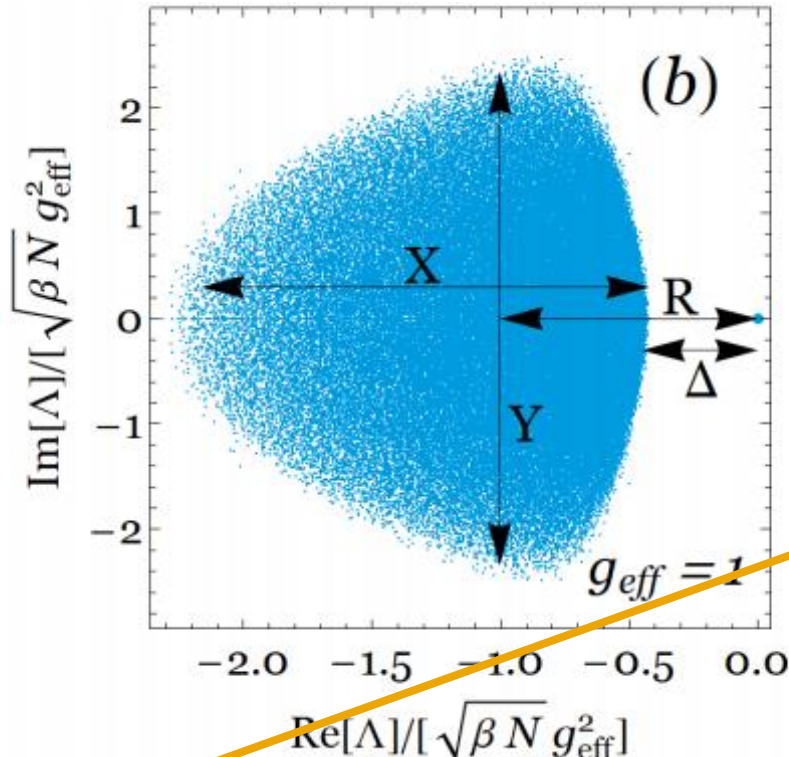 (b)
2
1
0
−1
−2
X
R
Δ
Y
g_eff = 1
Im[Λ]/[√βN g²_eff]
−2.0 −1.5 −1.0 −0.5 0.0
Re[Λ]/[√βN g²_eff]